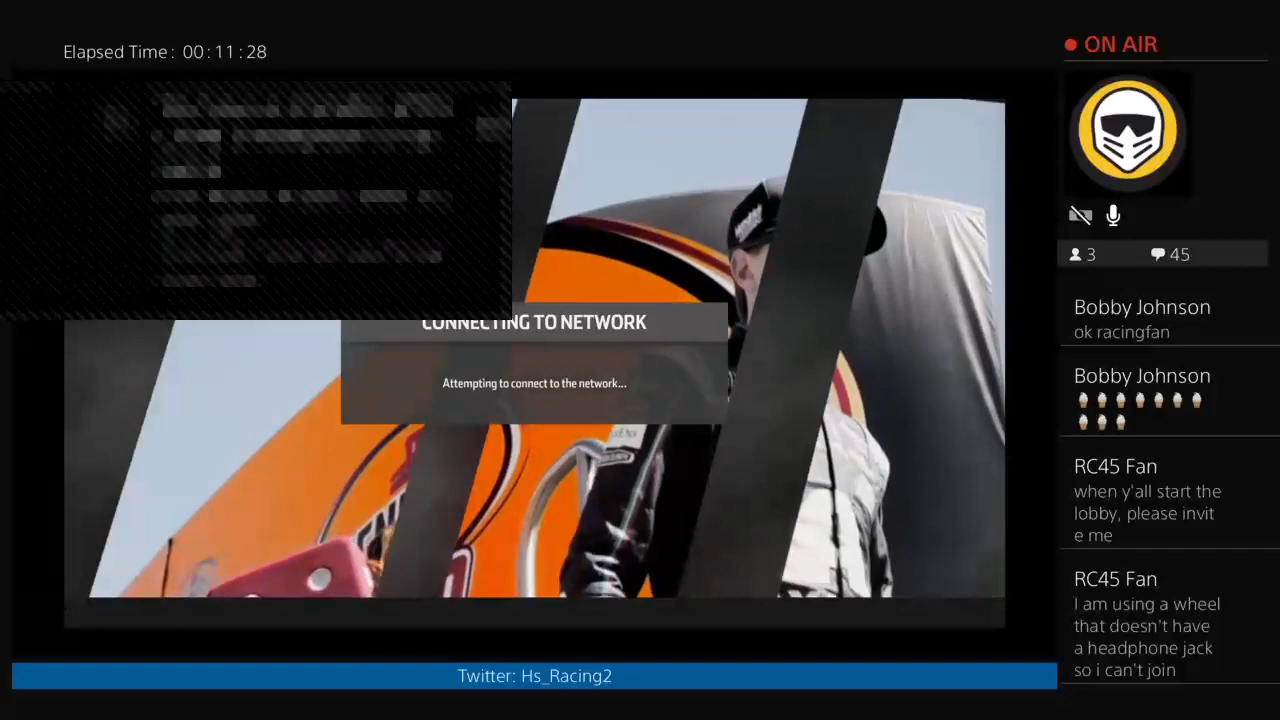 Elapsed Time: 00:11:28
ON AIR
3 45
CONNECTING TO NETWORK
Attempting to connect to the network...
Bobby Johnson
ok racingfan
Bobby Johnson
RC45 Fan
when y'all start the
lobby, please invit
e me
RC45 Fan
I am using a wheel
that doesn't have
a headphone jack
so i can't join
Twitter: Hs_Racing2